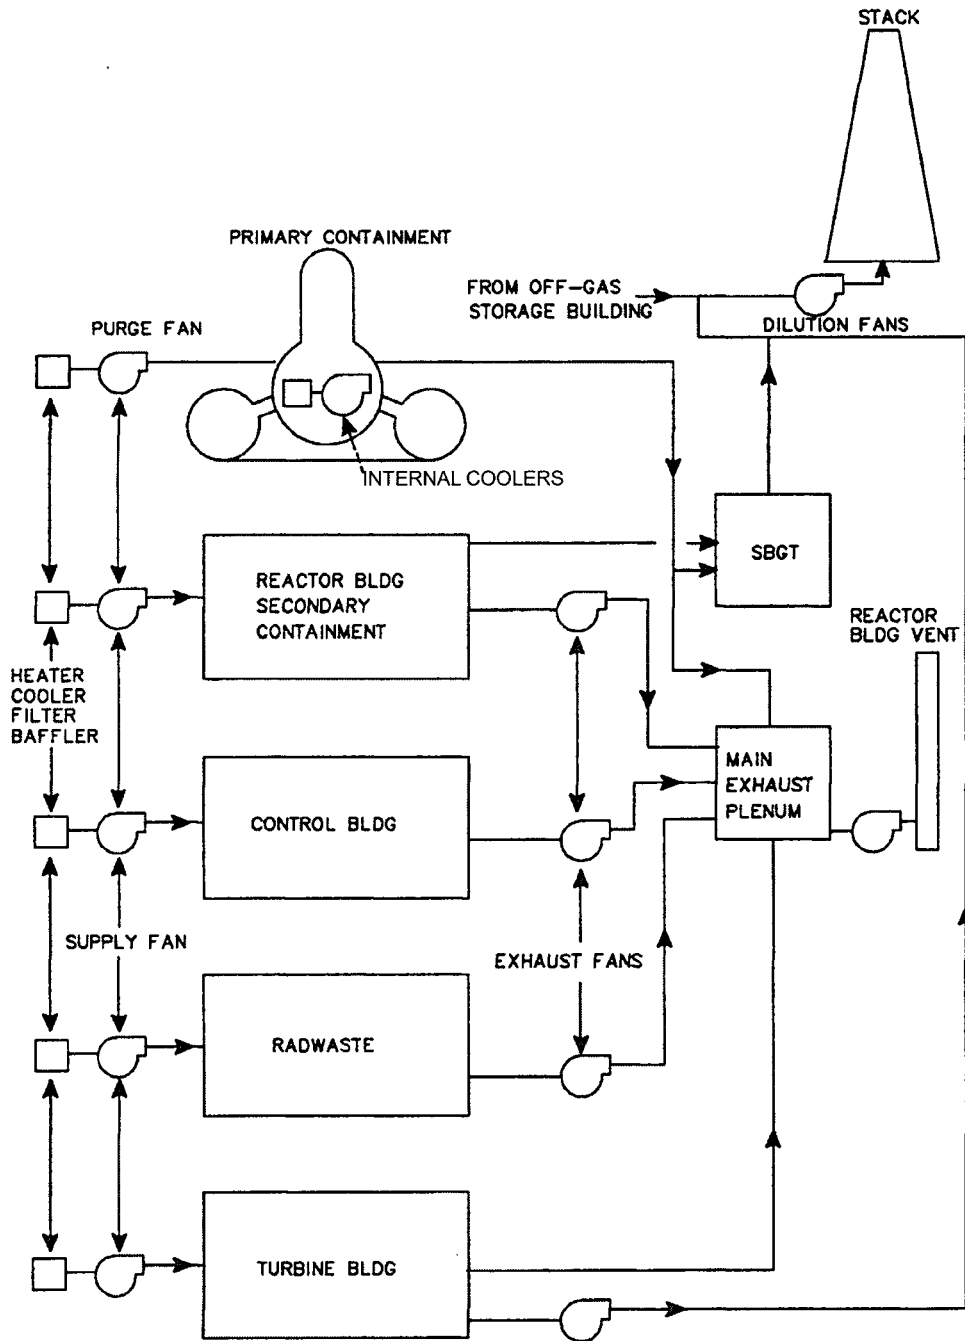 STACK
PRIMARY CONTAINMENT
FROM OFF-GAS
STORAGE BUILDING
DILUTION FANS
PURGE FAN
INTERNAL COOLERS
REACTOR BLDG
SECONDARY
CONTAINMENT
SBGT
REACTOR
BLDG VENT
HEATER
COOLER
FILTER
BAFFLER
MAIN
EXHAUST
PLENUM
CONTROL BLDG
SUPPLY FAN
EXHAUST FANS
RADWASTE
TURBINE BLDG